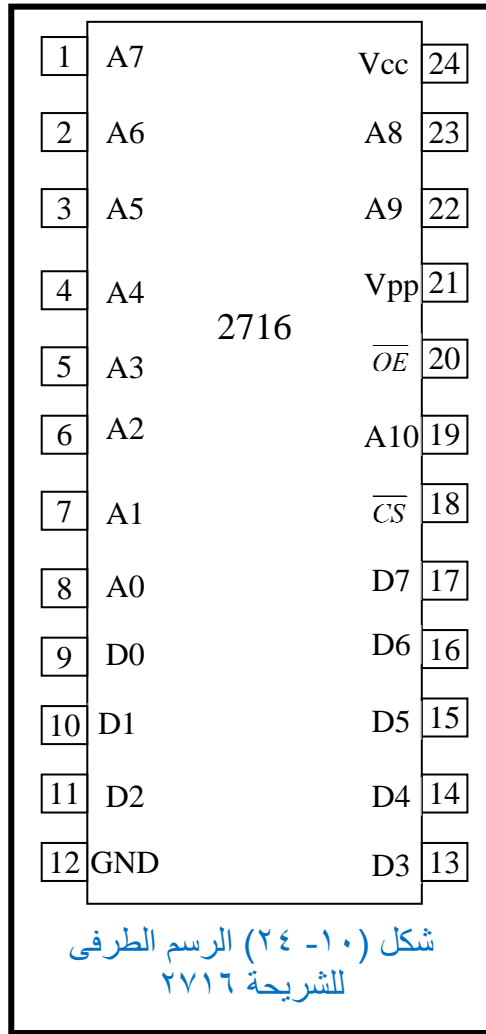 1 A7 Vcc 24
2 A6 A8 23
3 A5 A9 22
4 A4 Vpp 21
2716
5 A3 \overline{OE} 20
6 A2 A10 19
7 A1 \overline{CS} 18
8 A0 D7 17
9 D0 D6 16
10 D1 D5 15
11 D2 D4 14
12 GND D3 13
شكل (١٠- ٢٤) الرسم الطرفى
للشريحة ٢٧١٦